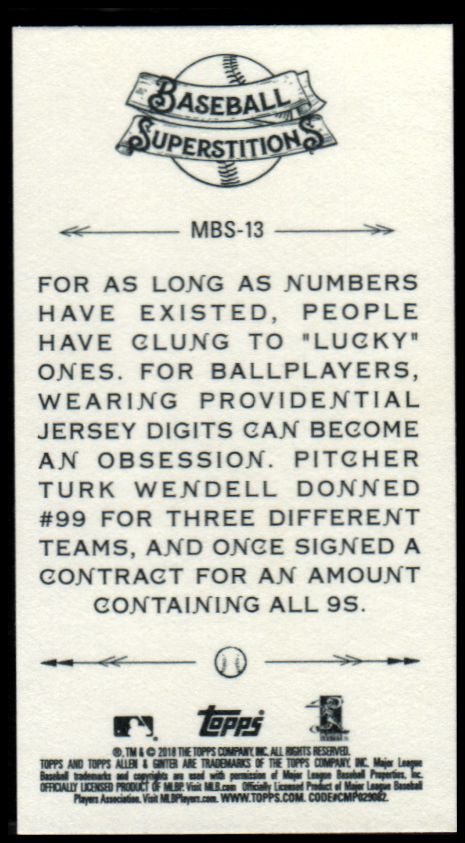 BASEBALL
SUPERSTITIONS
MBS-13
FOR AS LONG AS NUMBERS
HAVE EXISTED, PEOPLE
HAVE CLUNG TO "LUCKY"
ONES. FOR BALLPLAYERS,
WEARING PROVIDENTIAL
JERSEY DIGITS CAN BECOME
AN OBSESSION. PITCHER
TURK WENDELL DONNED
#99 FOR THREE DIFFERENT
TEAMS, AND ONCE SIGNED A
CONTRACT FOR AN AMOUNT
CONTAINING ALL 9S.
Topps
®, TM & © 2018 THE TOPPS COMPANY, INC. ALL RIGHTS RESERVED.
TOPPS AND TOPPS ALLEN & GINTER ARE TRADEMARKS OF THE TOPPS COMPANY, INC. Major League
Baseball trademarks and copyrights are used with permission of Major League Baseball Properties, Inc.
OFFICIALLY LICENSED PRODUCT OF MLBP. Visit MLB.com Officially Licensed Product of Major League Baseball
Players Association. Visit MLBPlayers.com. WWW.TOPPS.COM. CODE#CMP029082.